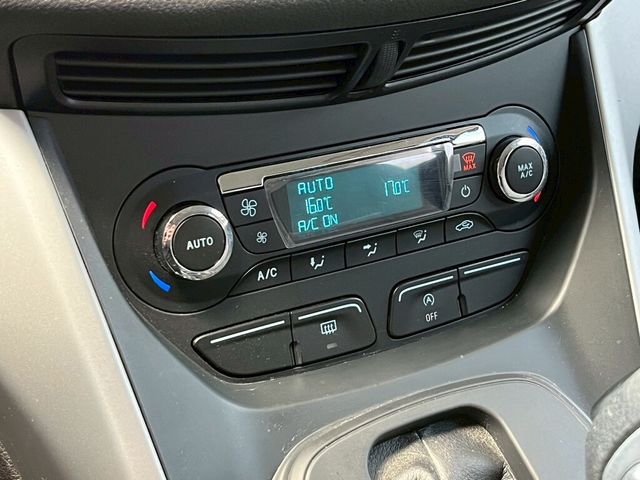 AUTO 17.0°C
16.0°C
A/C ON
MAX
MAX
A/C
AUTO
A/C
A
OFF